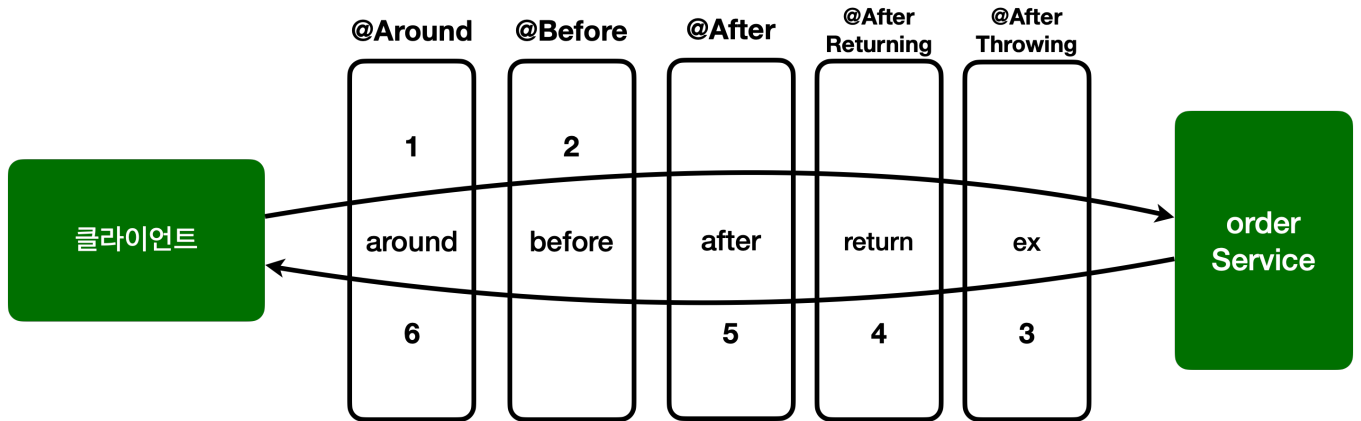 @Around
@Before
@After
@After
Returning
@After
Throwing
1
2
클라이언트
around
before
after
return
ex
order
Service
6
5
4
3